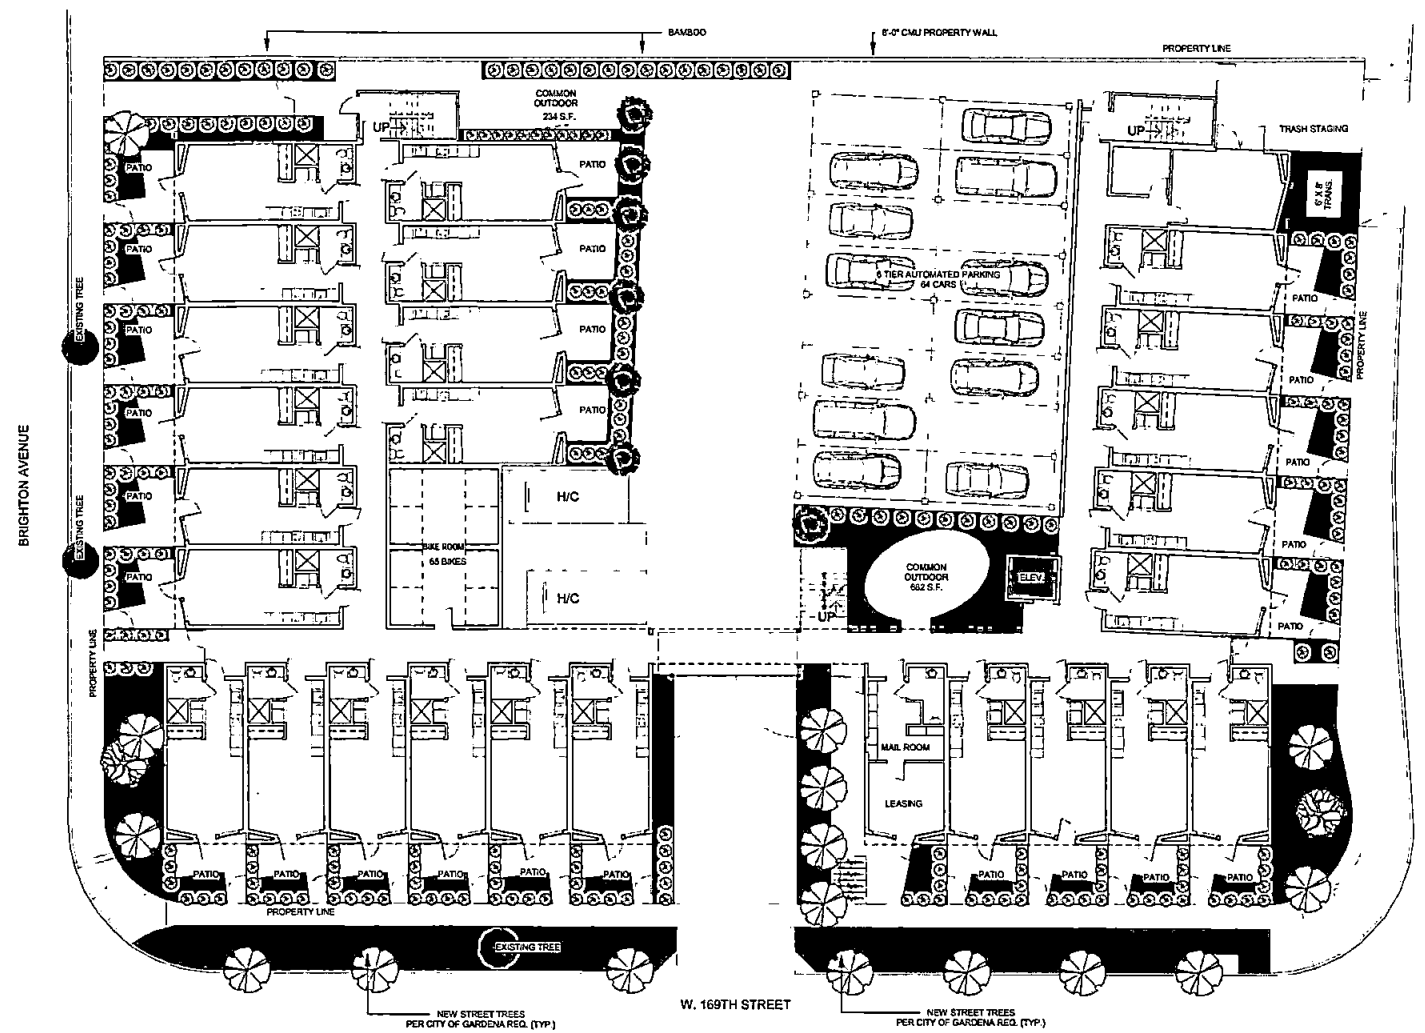 BAMBOO
8'-0" CMU PROPERTY WALL
PROPERTY LINE
COMMON
OUTDOOR
234 S.F.
UP
UP
TRASH STAGING
6' X 8'
TRANS.
PATIO
PATIO
PATIO
PATIO
PATIO
PATIO
PATIO
PATIO
PATIO
PATIO
EXISTING TREE
EXISTING TREE
BRIGHTON AVENUE
PROPERTY LINE
6 TIER AUTOMATED PARKING
64 CARS
PATIO
PATIO
PATIO
PATIO
PATIO
PROPERTY LINE
H/C
BIKE ROOM
65 BIKES
H/C
COMMON
OUTDOOR
662 S.F.
ELEV.
UP
MAIL ROOM
LEASING
PATIO
PATIO
PATIO
PATIO
PATIO
PATIO
PATIO
PATIO
PATIO
PATIO
PROPERTY LINE
EXISTING TREE
W. 169TH STREET
NEW STREET TREES
PER CITY OF GARDENA REQ. (TYP.)
NEW STREET TREES
PER CITY OF GARDENA REQ. (TYP.)